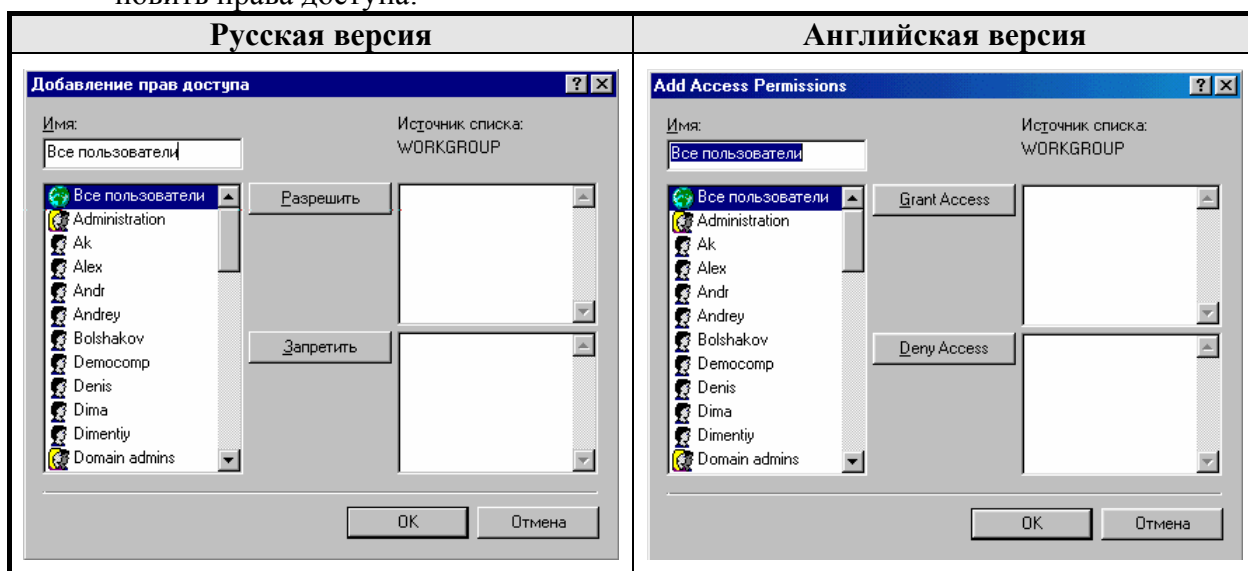 новить права доступа.
Русская версия
Английская версия
Добавление прав доступа
Имя:
Источник списка:
Все пользователи
WORKGROUP
Все пользователи
Administration
Ak
Alex
Andr
Andrey
Bolshakov
Democomp
Denis
Dima
Dimentiy
Domain admins
Разрешить
Запретить
OK
Отмена
Add Access Permissions
Имя:
Источник списка:
Все пользователи
WORKGROUP
Все пользователи
Administration
Ak
Alex
Andr
Andrey
Bolshakov
Democomp
Denis
Dima
Dimentiy
Domain admins
Grant Access
Deny Access
OK
Отмена